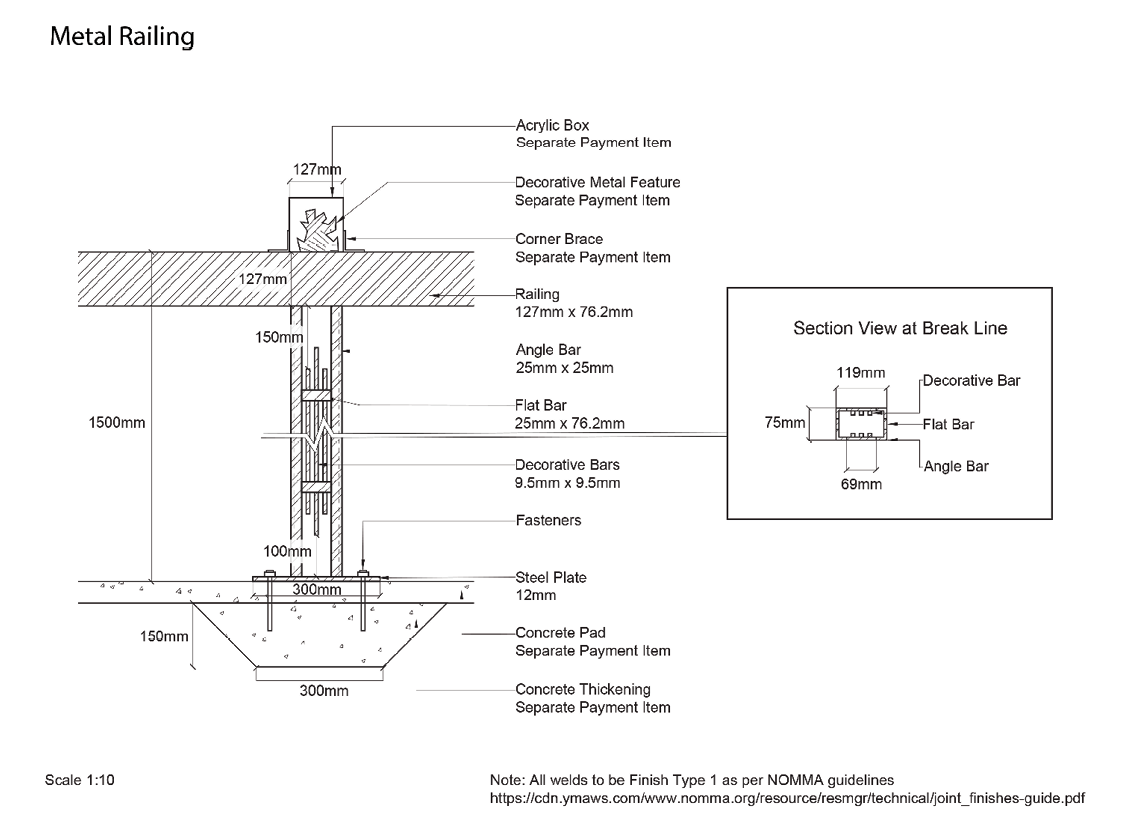 Metal Railing
Acrylic Box
Separate Payment Item
127mm
Decorative Metal Feature
Separate Payment Item
Corner Brace
Separate Payment Item
127mm
Railing
127mm x 76.2mm
150mm
Angle Bar
25mm x 25mm
Flat Bar
25mm x 76.2mm
1500mm
Decorative Bars
9.5mm x 9.5mm
Fasteners
100mm
Steel Plate
12mm
300mm
150mm
Concrete Pad
Separate Payment Item
300mm
Concrete Thickening
Separate Payment Item
Section View at Break Line
119mm
Decorative Bar
75mm
Flat Bar
Angle Bar
69mm
Scale 1:10
Note: All welds to be Finish Type 1 as per NOMMA guidelines
https://cdn.ymaws.com/www.nomma.org/resource/resmgr/technical/joint_finishes-guide.pdf